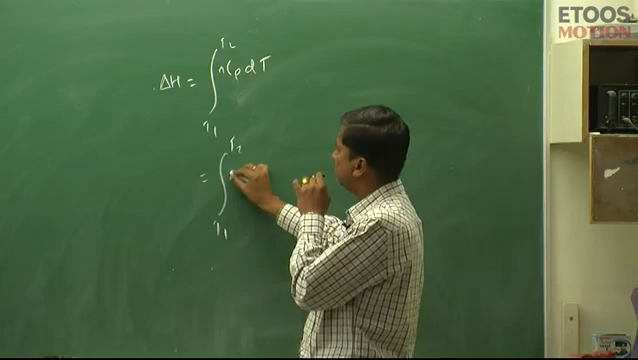 ETOOS
MOTION
T₂
ΔH = ∫ nCp dT
T₁
T₂
= ∫
T₁